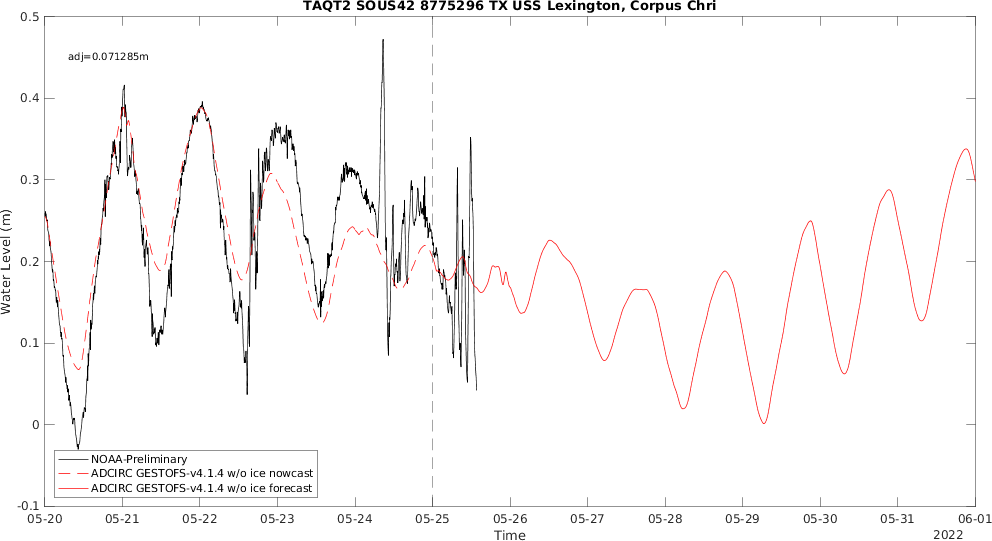 TAQT2 SOUS42 8775296 TX USS Lexington, Corpus Chri
adj=0.071285m
0.5
0.4
0.3
0.2
0.1
0
-0.1
Water Level (m)
NOAA-Preliminary
ADCIRC GESTOFS-v4.1.4 w/o ice nowcast
ADCIRC GESTOFS-v4.1.4 w/o ice forecast
05-20 05-21 05-22 05-23 05-24 05-25 05-26 05-27 05-28 05-29 05-30 05-31 06-01
Time
2022